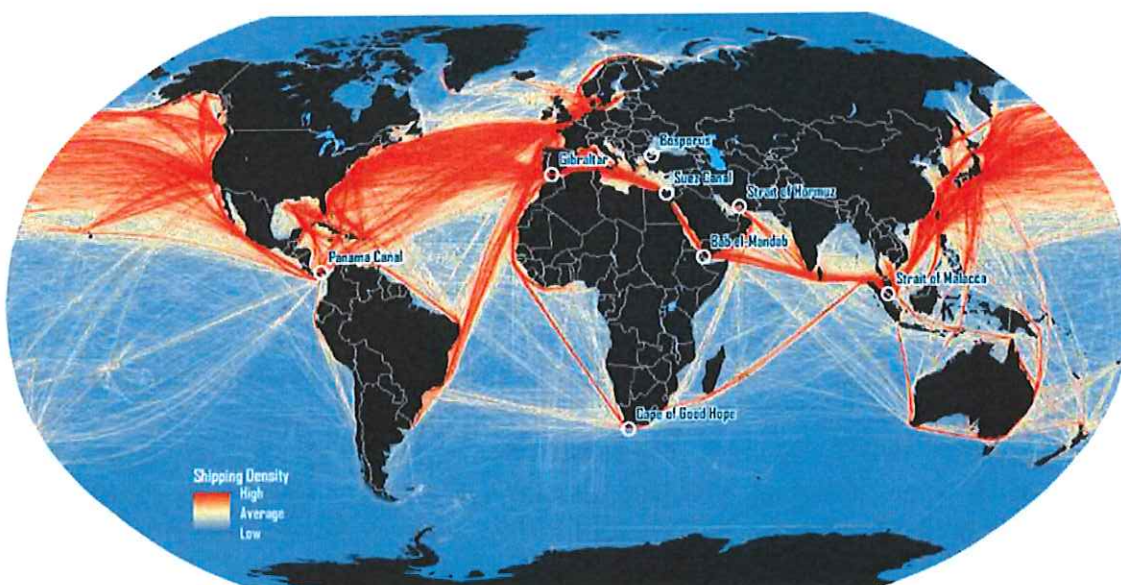 Bosporus
Gibraltar
Suez Canal
Strait of Hormuz
Bab el-Mandab
Panama Canal
Strait of Malacca
Cape of Good Hope
Shipping Density
High
Average
Low